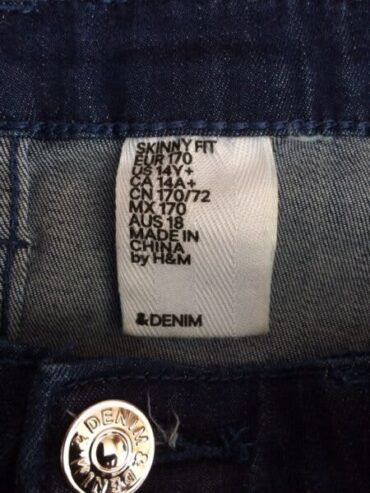 SKINNY FIT
EUR 170
US 14Y+
CA 14A+
CN 170/72
MX 170
AUS 18
MADE IN
CHINA
by H&M
&DENIM
& DENIM & DENIM